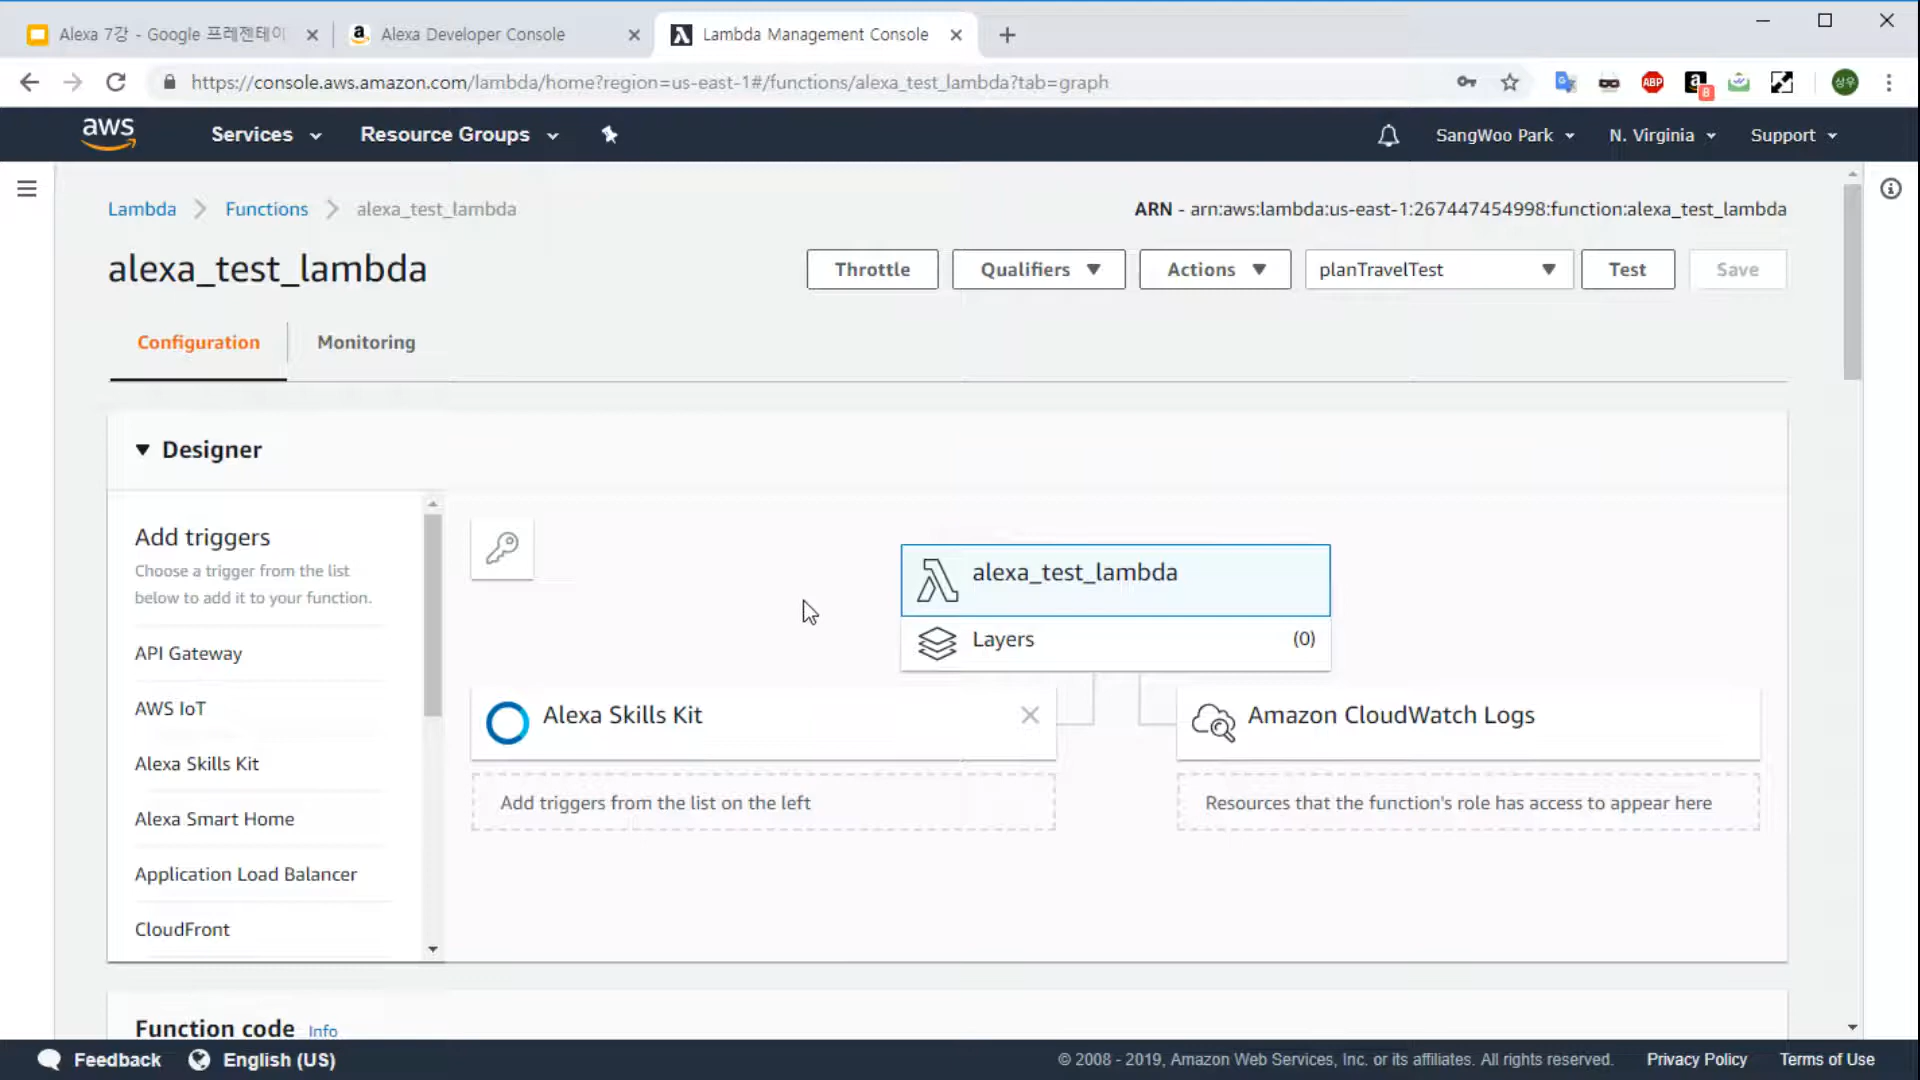 Alexa 7강 - Google 프레젠테이
Alexa Developer Console
Lambda Management Console
https://console.aws.amazon.com/lambda/home?region=us-east-1#/functions/alexa_test_lambda?tab=graph
ABP
8
상우
aws
Services
Resource Groups
SangWoo Park
N. Virginia
Support
Lambda
Functions
alexa_test_lambda
ARN - arn:aws:lambda:us-east-1:267447454998:function:alexa_test_lambda
alexa_test_lambda
Throttle
Qualifiers
Actions
planTravelTest
Test
Save
Configuration
Monitoring
Designer
Add triggers
Choose a trigger from the list
below to add it to your function.
API Gateway
AWS IoT
Alexa Skills Kit
Alexa Smart Home
Application Load Balancer
CloudFront
alexa_test_lambda
Layers
(0)
Alexa Skills Kit
Amazon CloudWatch Logs
Add triggers from the list on the left
Resources that the function's role has access to appear here
Function code Info
Feedback
English (US)
© 2008 - 2019, Amazon Web Services, Inc. or its affiliates. All rights reserved.
Privacy Policy
Terms of Use